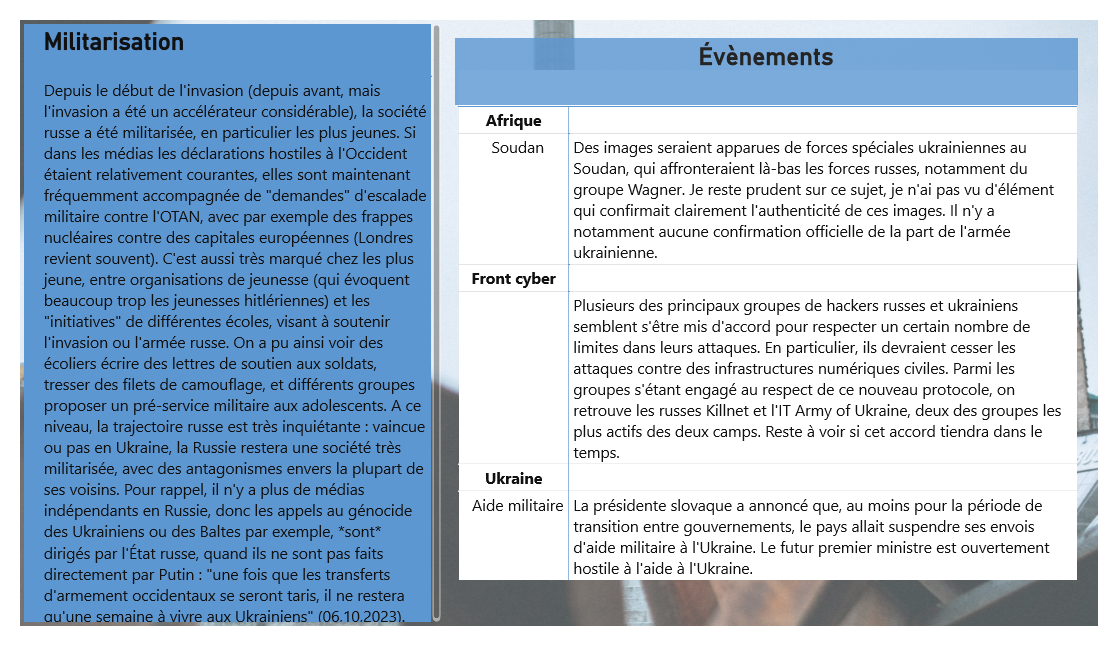 Militarisation
Depuis le début de l'invasion (depuis avant, mais
l'invasion a été un accélérateur considérable), la société
russe a été militarisée, en particulier les plus jeunes. Si
dans les médias les déclarations hostiles à l'Occident
étaient relativement courantes, elles sont maintenant
fréquemment accompagnée de "demandes" d'escalade
militaire contre l'OTAN, avec par exemple des frappes
nucléaires contre des capitales européennes (Londres
revient souvent). C'est aussi très marqué chez les plus
jeune, entre organisations de jeunesse (qui évoquent
beaucoup trop les jeunesses hitlériennes) et les
"initiatives" de différentes écoles, visant à soutenir
l'invasion ou l'armée russe. On a pu ainsi voir des
écoliers écrire des lettres de soutien aux soldats,
tresser des filets de camouflage, et différents groupes
proposer un pré-service militaire aux adolescents. A ce
niveau, la trajectoire russe est très inquiétante : vaincue
ou pas en Ukraine, la Russie restera une société très
militarisée, avec des antagonismes envers la plupart de
ses voisins. Pour rappel, il n'y a plus de médias
indépendants en Russie, donc les appels au génocide
des Ukrainiens ou des Baltes par exemple, *sont*
dirigés par l'État russe, quand ils ne sont pas faits
directement par Putin : "une fois que les transferts
d'armement occidentaux se seront taris, il ne restera
qu'une semaine à vivre aux Ukrainiens" (06.10.2023).
Évènements
Afrique
Soudan
Des images seraient apparues de forces spéciales ukrainiennes au
Soudan, qui affronteraient là-bas les forces russes, notamment du
groupe Wagner. Je reste prudent sur ce sujet, je n'ai pas vu d'élément
qui confirmait clairement l'authenticité de ces images. Il n'y a
notamment aucune confirmation officielle de la part de l'armée
ukrainienne.
Front cyber
Plusieurs des principaux groupes de hackers russes et ukrainiens
semblent s'être mis d'accord pour respecter un certain nombre de
limites dans leurs attaques. En particulier, ils devraient cesser les
attaques contre des infrastructures numériques civiles. Parmi les
groupes s'étant engagé au respect de ce nouveau protocole, on
retrouve les russes Killnet et l'IT Army of Ukraine, deux des groupes les
plus actifs des deux camps. Reste à voir si cet accord tiendra dans le
temps.
Ukraine
Aide militaire
La présidente slovaque a annoncé que, au moins pour la période de
transition entre gouvernements, le pays allait suspendre ses envois
d'aide militaire à l'Ukraine. Le futur premier ministre est ouvertement
hostile à l'aide à l'Ukraine.